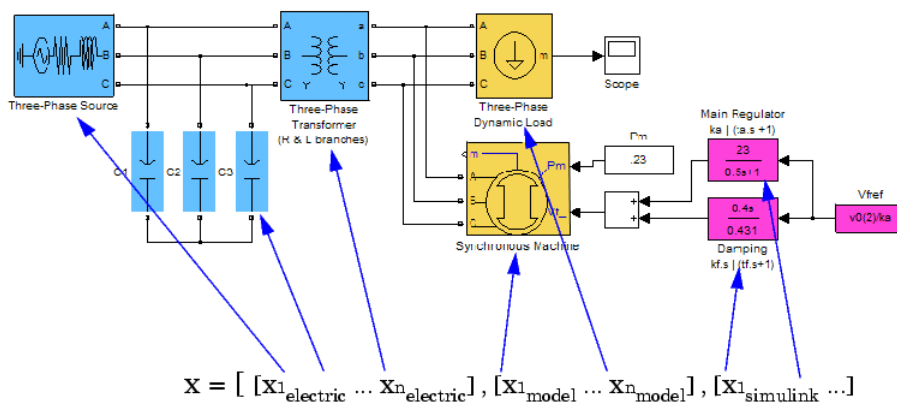 A
B
C
Three-Phase Source
A
B
C
a
b
c
Y
Y
Three-Phase
Transformer
(R & L branches)
A
B
C
m
Three-Phase
Dynamic Load
Scope
C1
C2
C3
m
A
B
C
Pm
Vf_
Synchronous Machine
Pm
.23
+
+
Main Regulator
ka | (:a.s +1)
23
0.5s+1
0.4s
0.431
Damping
kf.s | (tf.s+1)
Vfref
v0(2)/ka
x = [ [x1electric ... xnelectric] , [x1model ... xnmodel] , [x1simulink ...]